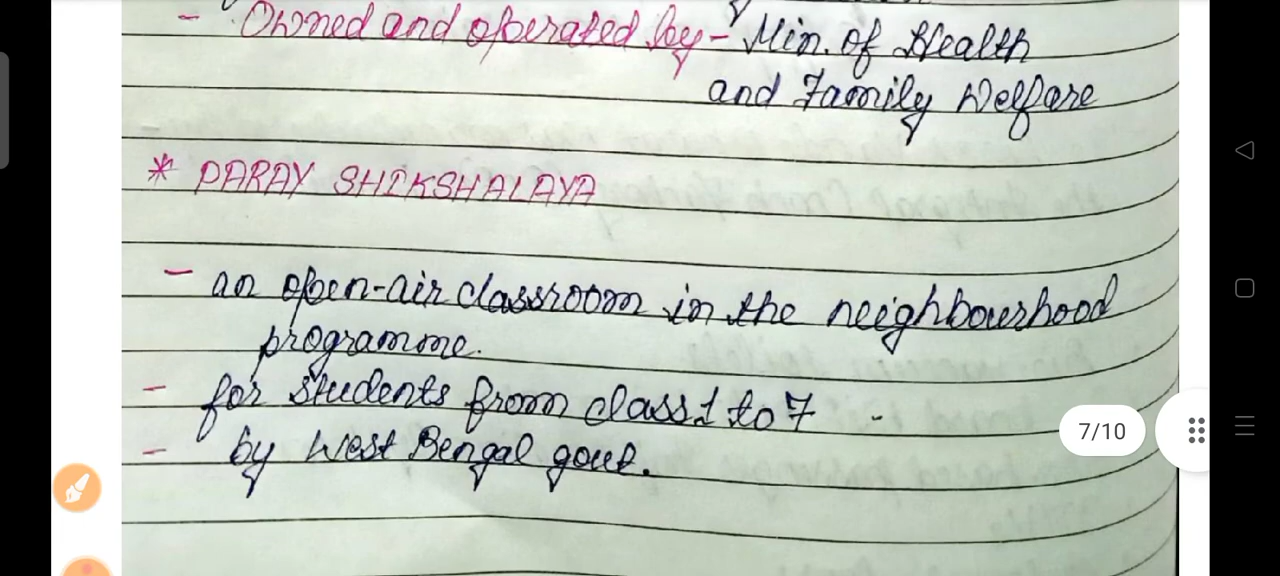 - Owned and operated by - Min. of Health
and Family Welfare
* PARAY SHIKSHALAYA
- an open-air classroom in the neighbourhood
programme.
- for students from class 1 to 7
- by West Bengal govt.
7/10